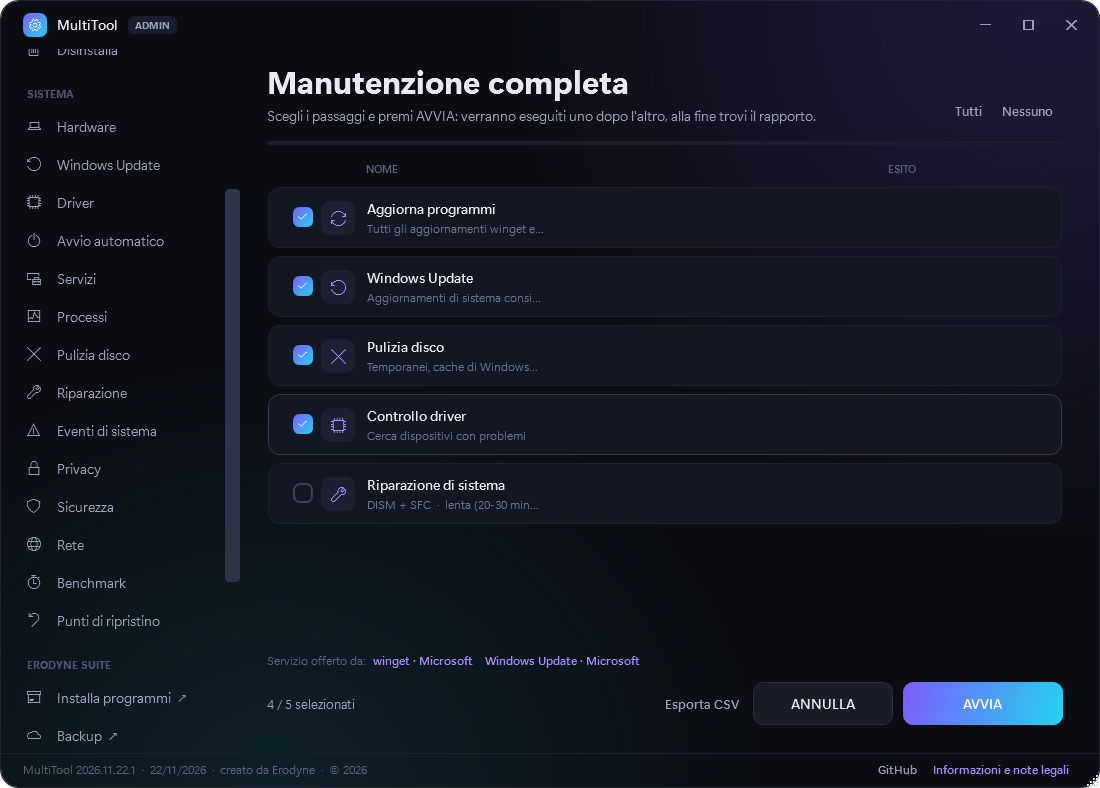 MultiTool ADMIN
Disinstalla
SISTEMA
Hardware
Windows Update
Driver
Avvio automatico
Servizi
Processi
Pulizia disco
Riparazione
Eventi di sistema
Privacy
Sicurezza
Rete
Benchmark
Punti di ripristino
ERODYNE SUITE
Installa programmi ↗
Backup ↗
Manutenzione completa
Scegli i passaggi e premi AVVIA: verranno eseguiti uno dopo l'altro, alla fine trovi il rapporto.
Tutti Nessuno
NOME ESITO
Aggiorna programmi
Tutti gli aggiornamenti winget e...
Windows Update
Aggiornamenti di sistema consi...
Pulizia disco
Temporanei, cache di Windows...
Controllo driver
Cerca dispositivi con problemi
Riparazione di sistema
DISM + SFC · lenta (20-30 min...
Servizio offerto da: winget · Microsoft Windows Update · Microsoft
4 / 5 selezionati
Esporta CSV ANNULLA AVVIA
MultiTool 2026.11.22.1 · 22/11/2026 · creato da Erodyne · © 2026
GitHub Informazioni e note legali